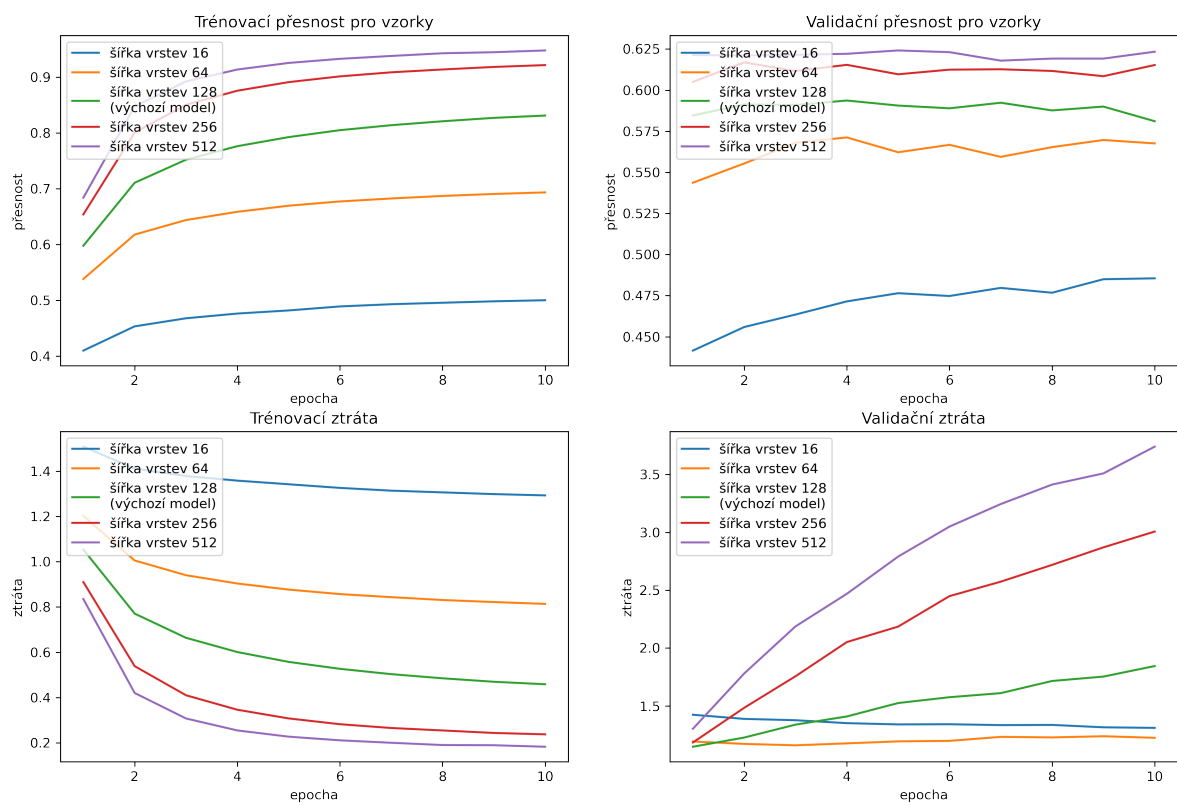 Trénovací přesnost pro vzorky
šířka vrstev 16
šířka vrstev 64
šířka vrstev 128
(výchozí model)
šířka vrstev 256
šířka vrstev 512
přesnost
0.9
0.8
0.7
0.6
0.5
0.4
2 4 6 8 10
epocha
Validační přesnost pro vzorky
šířka vrstev 16
šířka vrstev 64
šířka vrstev 128
(výchozí model)
šířka vrstev 256
šířka vrstev 512
přesnost
0.625
0.600
0.575
0.550
0.525
0.500
0.475
0.450
2 4 6 8 10
epocha
Trénovací ztráta
šířka vrstev 16
šířka vrstev 64
šířka vrstev 128
(výchozí model)
šířka vrstev 256
šířka vrstev 512
ztráta
1.4
1.2
1.0
0.8
0.6
0.4
0.2
2 4 6 8 10
epocha
Validační ztráta
šířka vrstev 16
šířka vrstev 64
šířka vrstev 128
(výchozí model)
šířka vrstev 256
šířka vrstev 512
ztráta
3.5
3.0
2.5
2.0
1.5
2 4 6 8 10
epocha